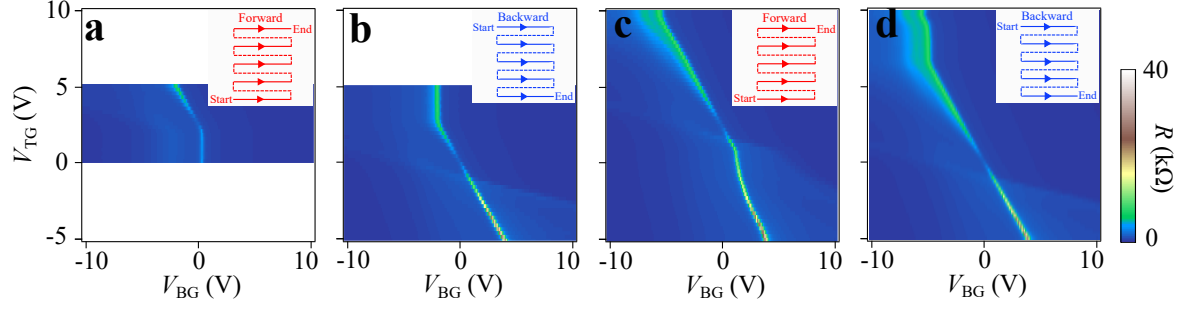 a
Forward
End
Start
b
Backward
Start
End
c
Forward
End
Start
d
Backward
Start
End
10
5
0
-5
V_TG (V)
-10 0 10
V_BG (V)
-10 0 10
V_BG (V)
-10 0 10
V_BG (V)
-10 0 10
V_BG (V)
40
0
R (kΩ)